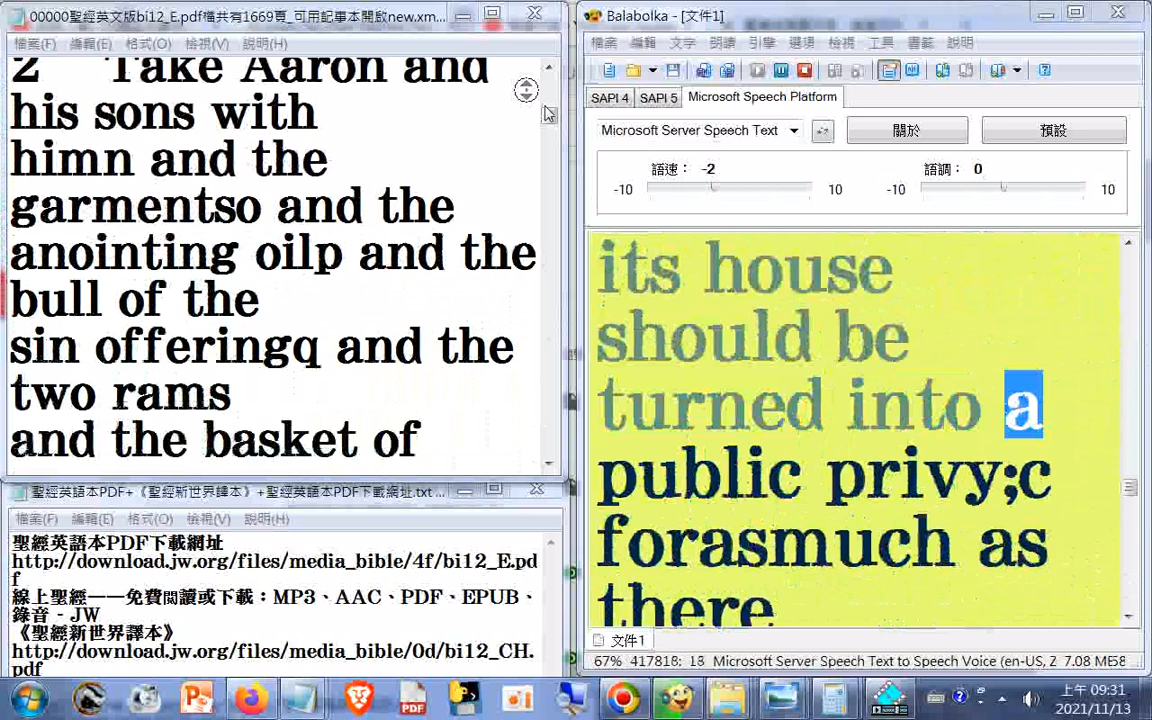 00000聖經英文版bi12_E.pdf檔共有1669頁_可用記事本開啟new.xm...
檔案(F) 編輯(E) 格式(O) 檢視(V) 說明(H)
2 Take Aaron and
his sons with
himn and the
garmentso and the
anointing oilp and the
bull of the
sin offeringq and the
two rams
and the basket of
聖經英語本PDF+《聖經新世界譯本》+聖經英語本PDF下載網址.txt ...
檔案(F) 編輯(E) 格式(O) 檢視(V) 說明(H)
聖經英語本PDF下載網址
http://download.jw.org/files/media_bible/4f/bi12_E.pd
f
線上聖經——免費閱讀或下載：MP3、AAC、PDF、EPUB、
錄音 - JW
《聖經新世界譯本》
http://download.jw.org/files/media_bible/0d/bi12_CH.
pdf
Balabolka - [文件1]
檔案 編輯 文字 朗讀 引擎 選項 檢視 工具 書籤 說明
SAPI 4 SAPI 5 Microsoft Speech Platform
Microsoft Server Speech Text 關於 預設
語速： -2 語調： 0
-10 10 -10 10
its house
should be
turned into a
public privy;c
forasmuch as
there
文件1
67% 417818: 13 Microsoft Server Speech Text to Speech Voice (en-US, Z 7.08 ME58
上午 09:31
2021/11/13